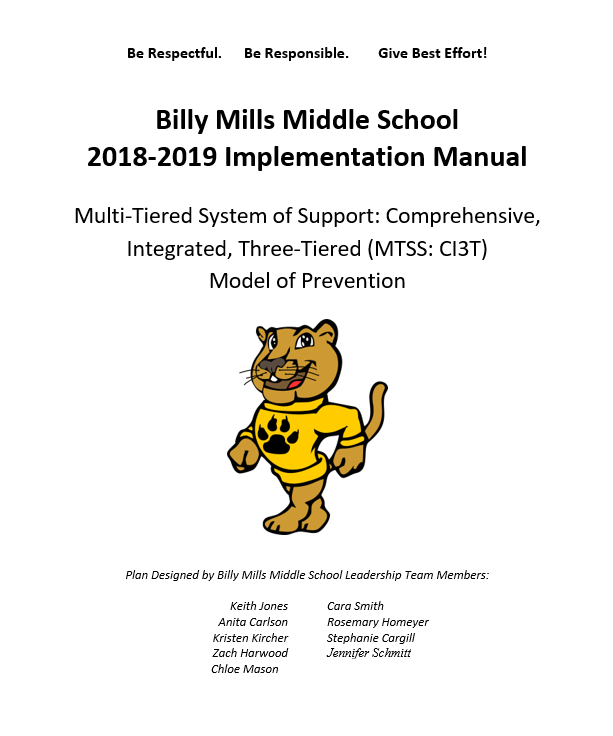 Be Respectful. Be Responsible. Give Best Effort!
Billy Mills Middle School
2018-2019 Implementation Manual
Multi-Tiered System of Support: Comprehensive,
Integrated, Three-Tiered (MTSS: CI3T)
Model of Prevention
Plan Designed by Billy Mills Middle School Leadership Team Members:
Keith Jones Cara Smith
Anita Carlson Rosemary Homeyer
Kristen Kircher Stephanie Cargill
Zach Harwood Jennifer Schmitt
Chloe Mason